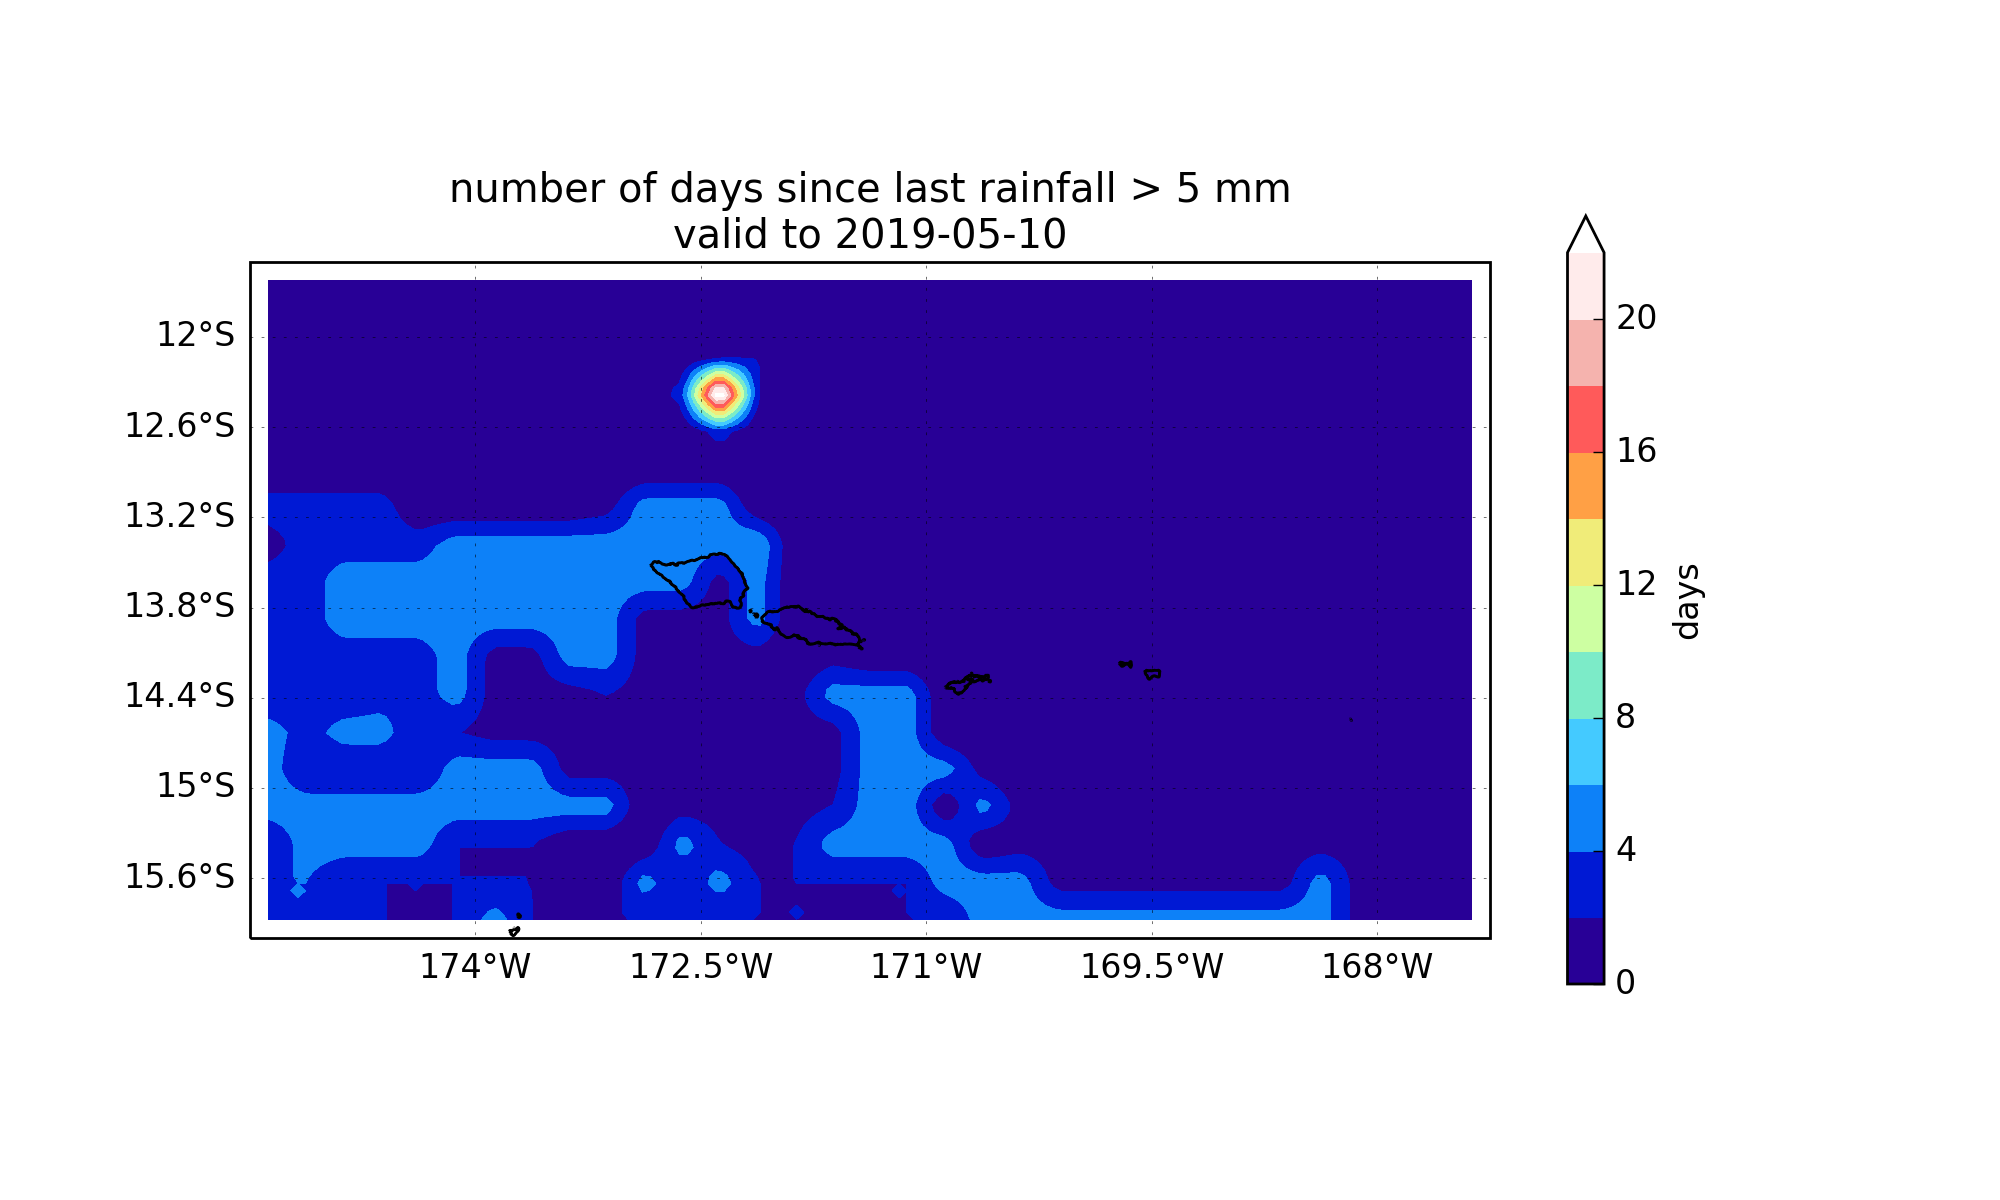 number of days since last rainfall > 5 mm
valid to 2019-05-10
12°S
12.6°S
13.2°S
13.8°S
14.4°S
15°S
15.6°S
174°W 172.5°W 171°W 169.5°W 168°W
20
16
12
8
4
0
days